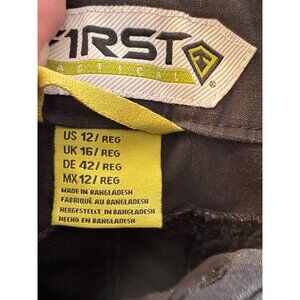 F1RST
TACTICAL
®
US 12/ REG
UK 16/ REG
DE 42/ REG
MX 12/ REG
MADE IN BANGLADESH
FABRIQUÉ AU BANGLADESH
HERGESTELLT IN BANGLADESH
HECHO EN BANGLADESH